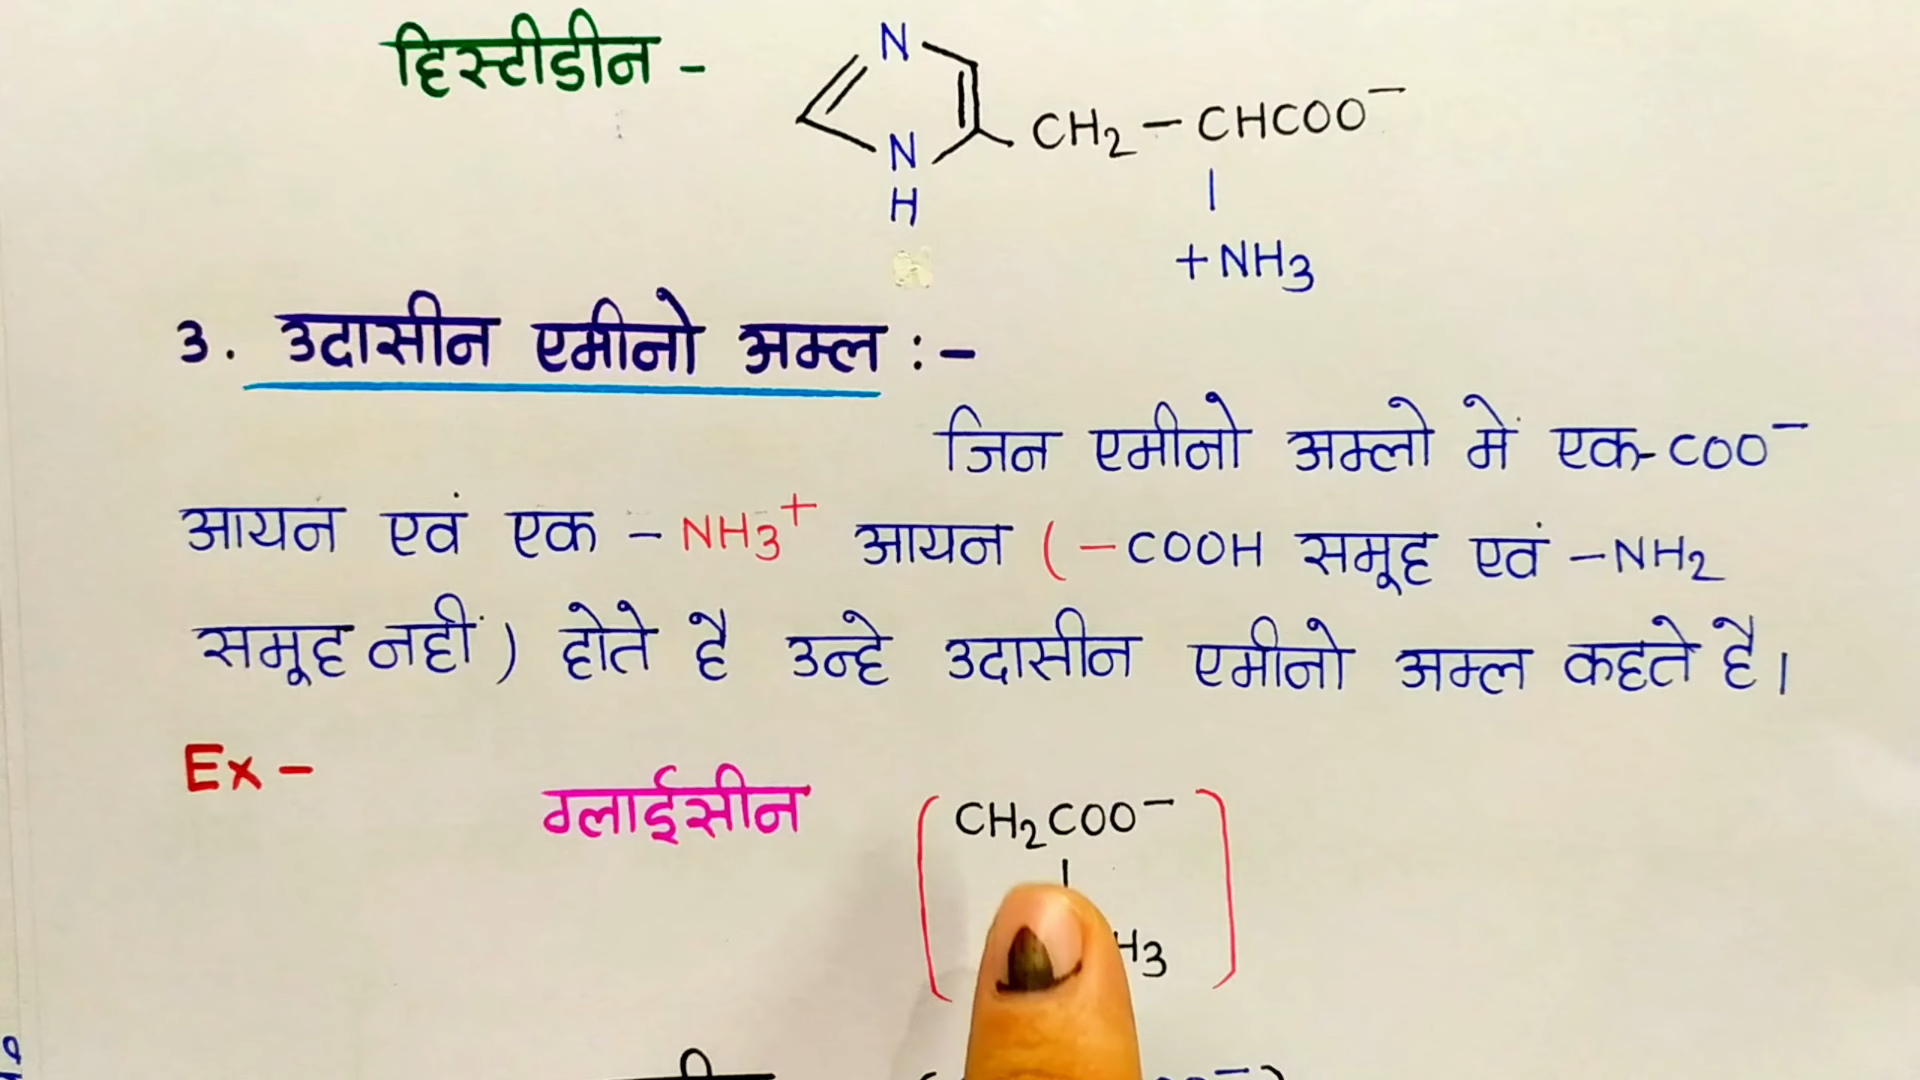 हिस्टीडीन -
N
CH2 - CHCOO⁻
N
H
+NH3
3. उदासीन एमीनो अम्ल :-
जिन एमीनो अम्लो में एक-COO⁻
आयन एवं एक -NH3⁺ आयन (-COOH समूह एवं -NH2
समूह नहीं) होते है उन्हे उदासीन एमीनो अम्ल कहते है।
Ex -
ग्लाईसीन (CH2COO⁻
H3)